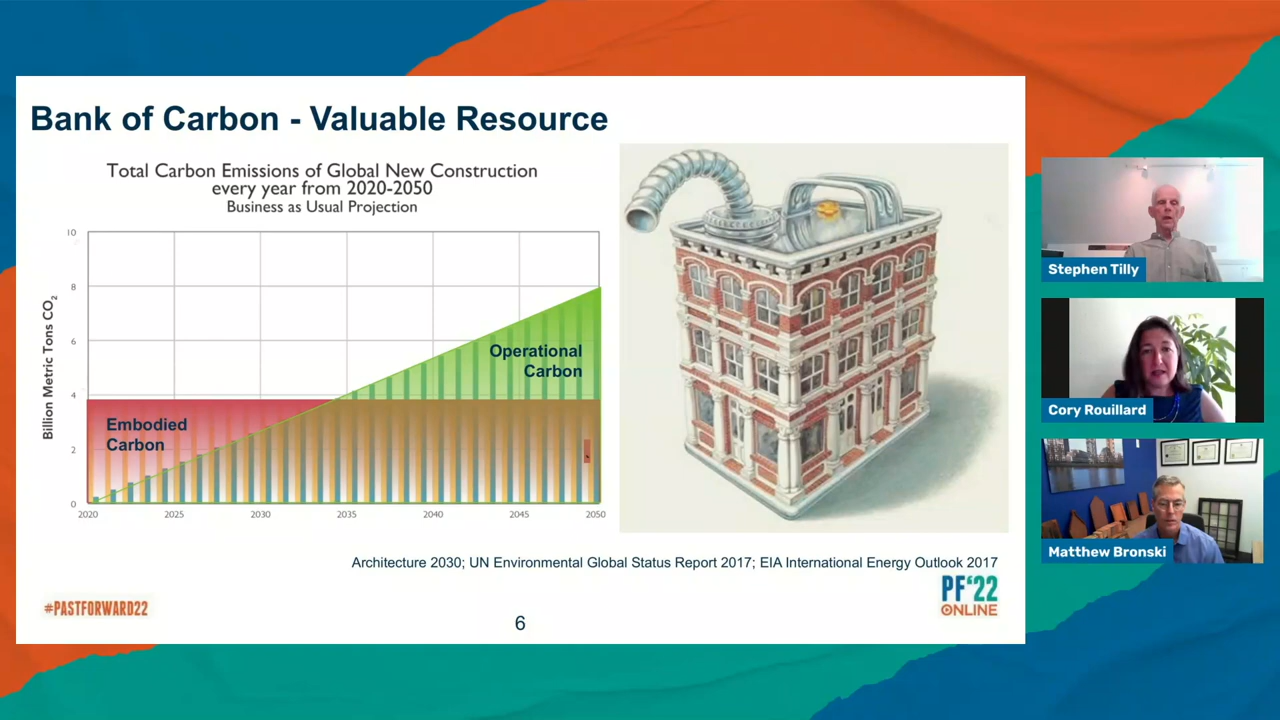 Bank of Carbon - Valuable Resource
Total Carbon Emissions of Global New Construction
every year from 2020-2050
Business as Usual Projection
Billion Metric Tons CO2
10
8
6
4
2
0
Embodied
Carbon
Operational
Carbon
2020
2025
2030
2035
2040
2045
2050
Architecture 2030; UN Environmental Global Status Report 2017; EIA International Energy Outlook 2017
#PASTFORWARD22
6
PF'22
ONLINE
Stephen Tilly
Cory Rouillard
Matthew Bronski